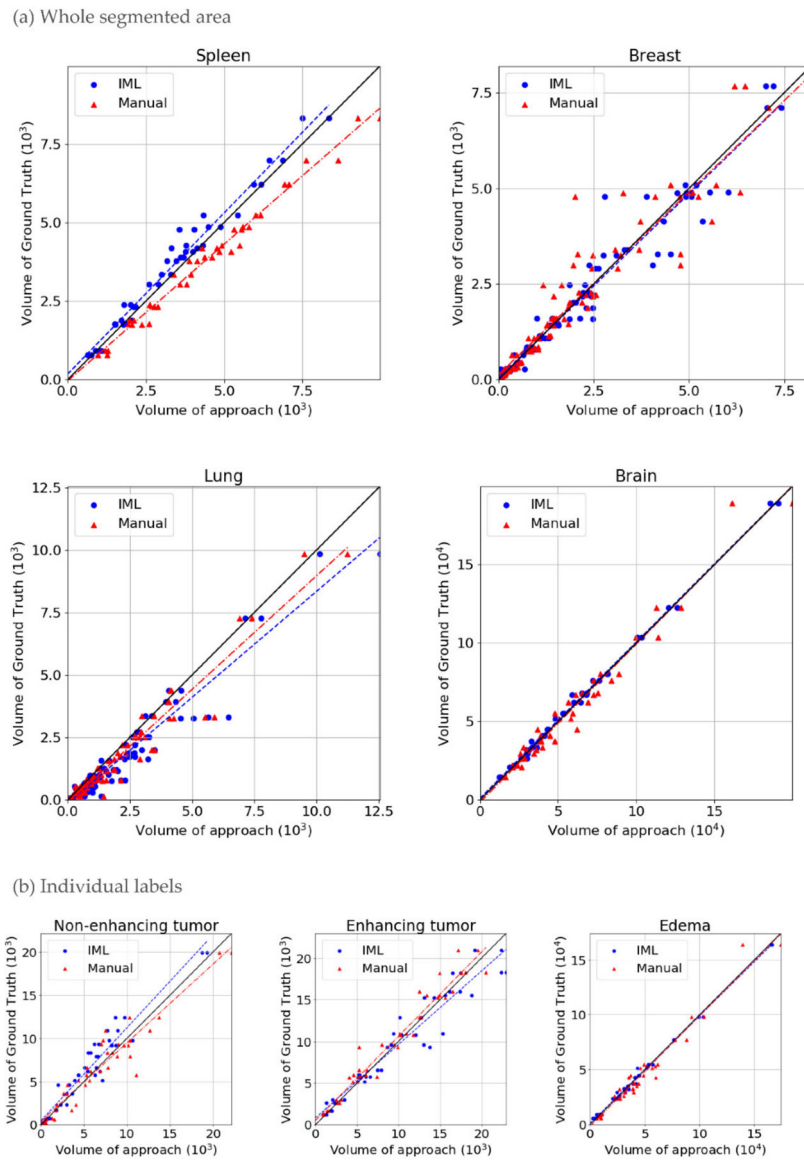 (a) Whole segmented area
Spleen
IML
Manual
7.5
5.0
2.5
0.0
0.0 2.5 5.0 7.5
Volume of Ground Truth (10³)
Volume of approach (10³)
Breast
IML
Manual
7.5
5.0
2.5
0.0
0.0 2.5 5.0 7.5
Volume of Ground Truth (10³)
Volume of approach (10³)
Lung
IML
Manual
12.5
10.0
7.5
5.0
2.5
0.0
0.0 2.5 5.0 7.5 10.0 12.5
Volume of Ground Truth (10³)
Volume of approach (10³)
Brain
IML
Manual
15
10
5
0
0 5 10 15
Volume of Ground Truth (10⁴)
Volume of approach (10⁴)
(b) Individual labels
Non-enhancing tumor
IML
Manual
20
15
10
5
0
0 5 10 15 20
Volume of Ground Truth (10³)
Volume of approach (10³)
Enhancing tumor
IML
Manual
20
15
10
5
0
0 5 10 15 20
Volume of Ground Truth (10³)
Volume of approach (10³)
Edema
IML
Manual
15
10
5
0
0 5 10 15
Volume of Ground Truth (10⁴)
Volume of approach (10⁴)